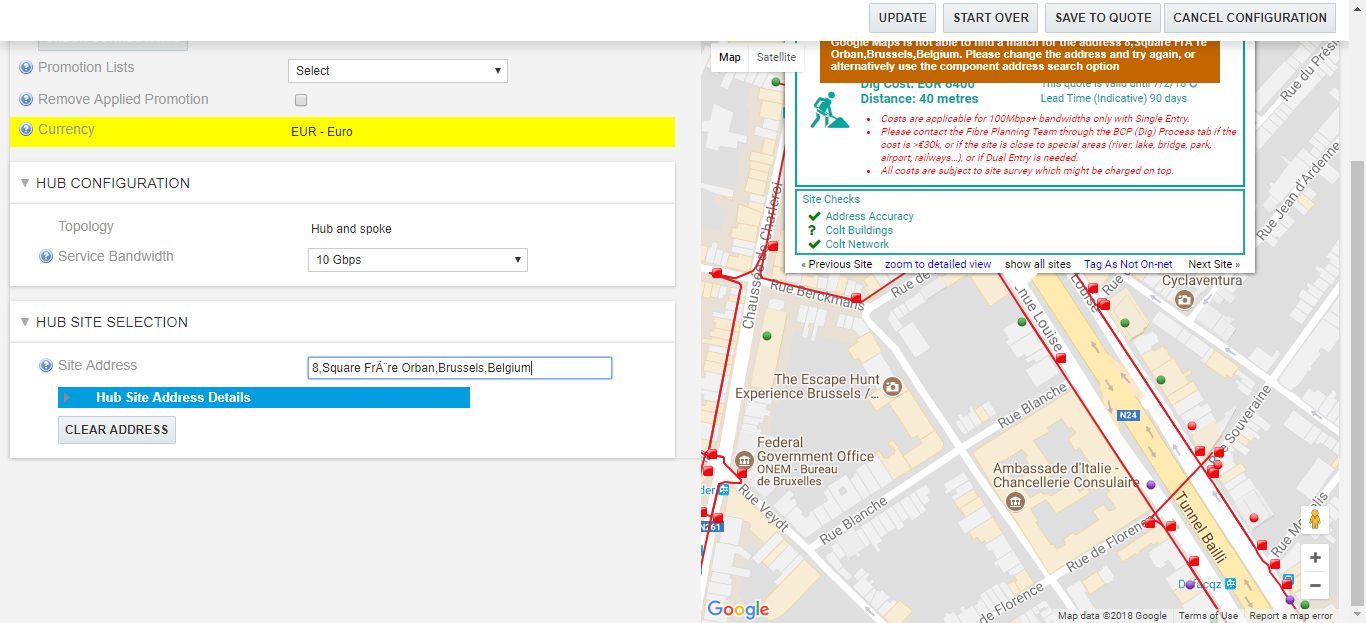 UPDATE
START OVER
SAVE TO QUOTE
CANCEL CONFIGURATION
Promotion Lists
Select
Remove Applied Promotion
Currency
EUR - Euro
HUB CONFIGURATION
Topology
Hub and spoke
Service Bandwidth
10 Gbps
HUB SITE SELECTION
Site Address
8,Square FrÃ¨re Orban,Brussels,Belgium
Hub Site Address Details
CLEAR ADDRESS
Map
Satellite
Google Maps is not able to find a match for the address 8,Square FrÃ¨re
Orban,Brussels,Belgium. Please change the address and try again, or
alternatively use the component address search option
Dig Cost: EUR 6400
This quote is valid until 7/2/18
Distance: 40 metres
Lead Time (Indicative) 90 days
Costs are applicable for 100Mbps+ bandwidths only with Single Entry.
Please contact the Fibre Planning Team through the BCP (Dig) Process tab if the
cost is >€30k, or if the site is close to special areas (river, lake, bridge, park,
airport, railways...), or if Dual Entry is needed.
All costs are subject to site survey which might be charged on top.
Site Checks
Address Accuracy
? Colt Buildings
Colt Network
« Previous Site
zoom to detailed view
show all sites
Tag As Not On-net
Next Site »
Rue du Prési
Rue Jean d'Ardenne
Chaussée de Charleroi
Rue Berckmans
Rue de
nue Louise
Louise
Rue
Cyclaventura
The Escape Hunt
Experience Brussels /...
Rue Blanche
N24
Rue Souveraine
Federal
Government Office
ONEM - Bureau
de Bruxelles
Ambassade d'Italie -
Chancellerie Consulaire
Rue Veydt
Rue Blanche
Rue de Florence
Tunnel Bailli
N261
Defacqz
de Florence
Google
Map data ©2018 Google
Terms of Use
Report a map error